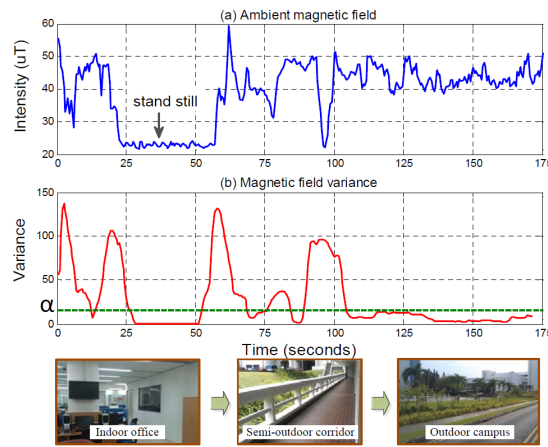 (a) Ambient magnetic field
Intensity (uT)
60
50
40
30
20
stand still
0 25 50 75 100 125 150 175
(b) Magnetic field variance
Variance
150
100
50
α
0
0 25 50 75 100 125 150 175
Time (seconds)
Indoor office
Semi-outdoor corridor
Outdoor campus